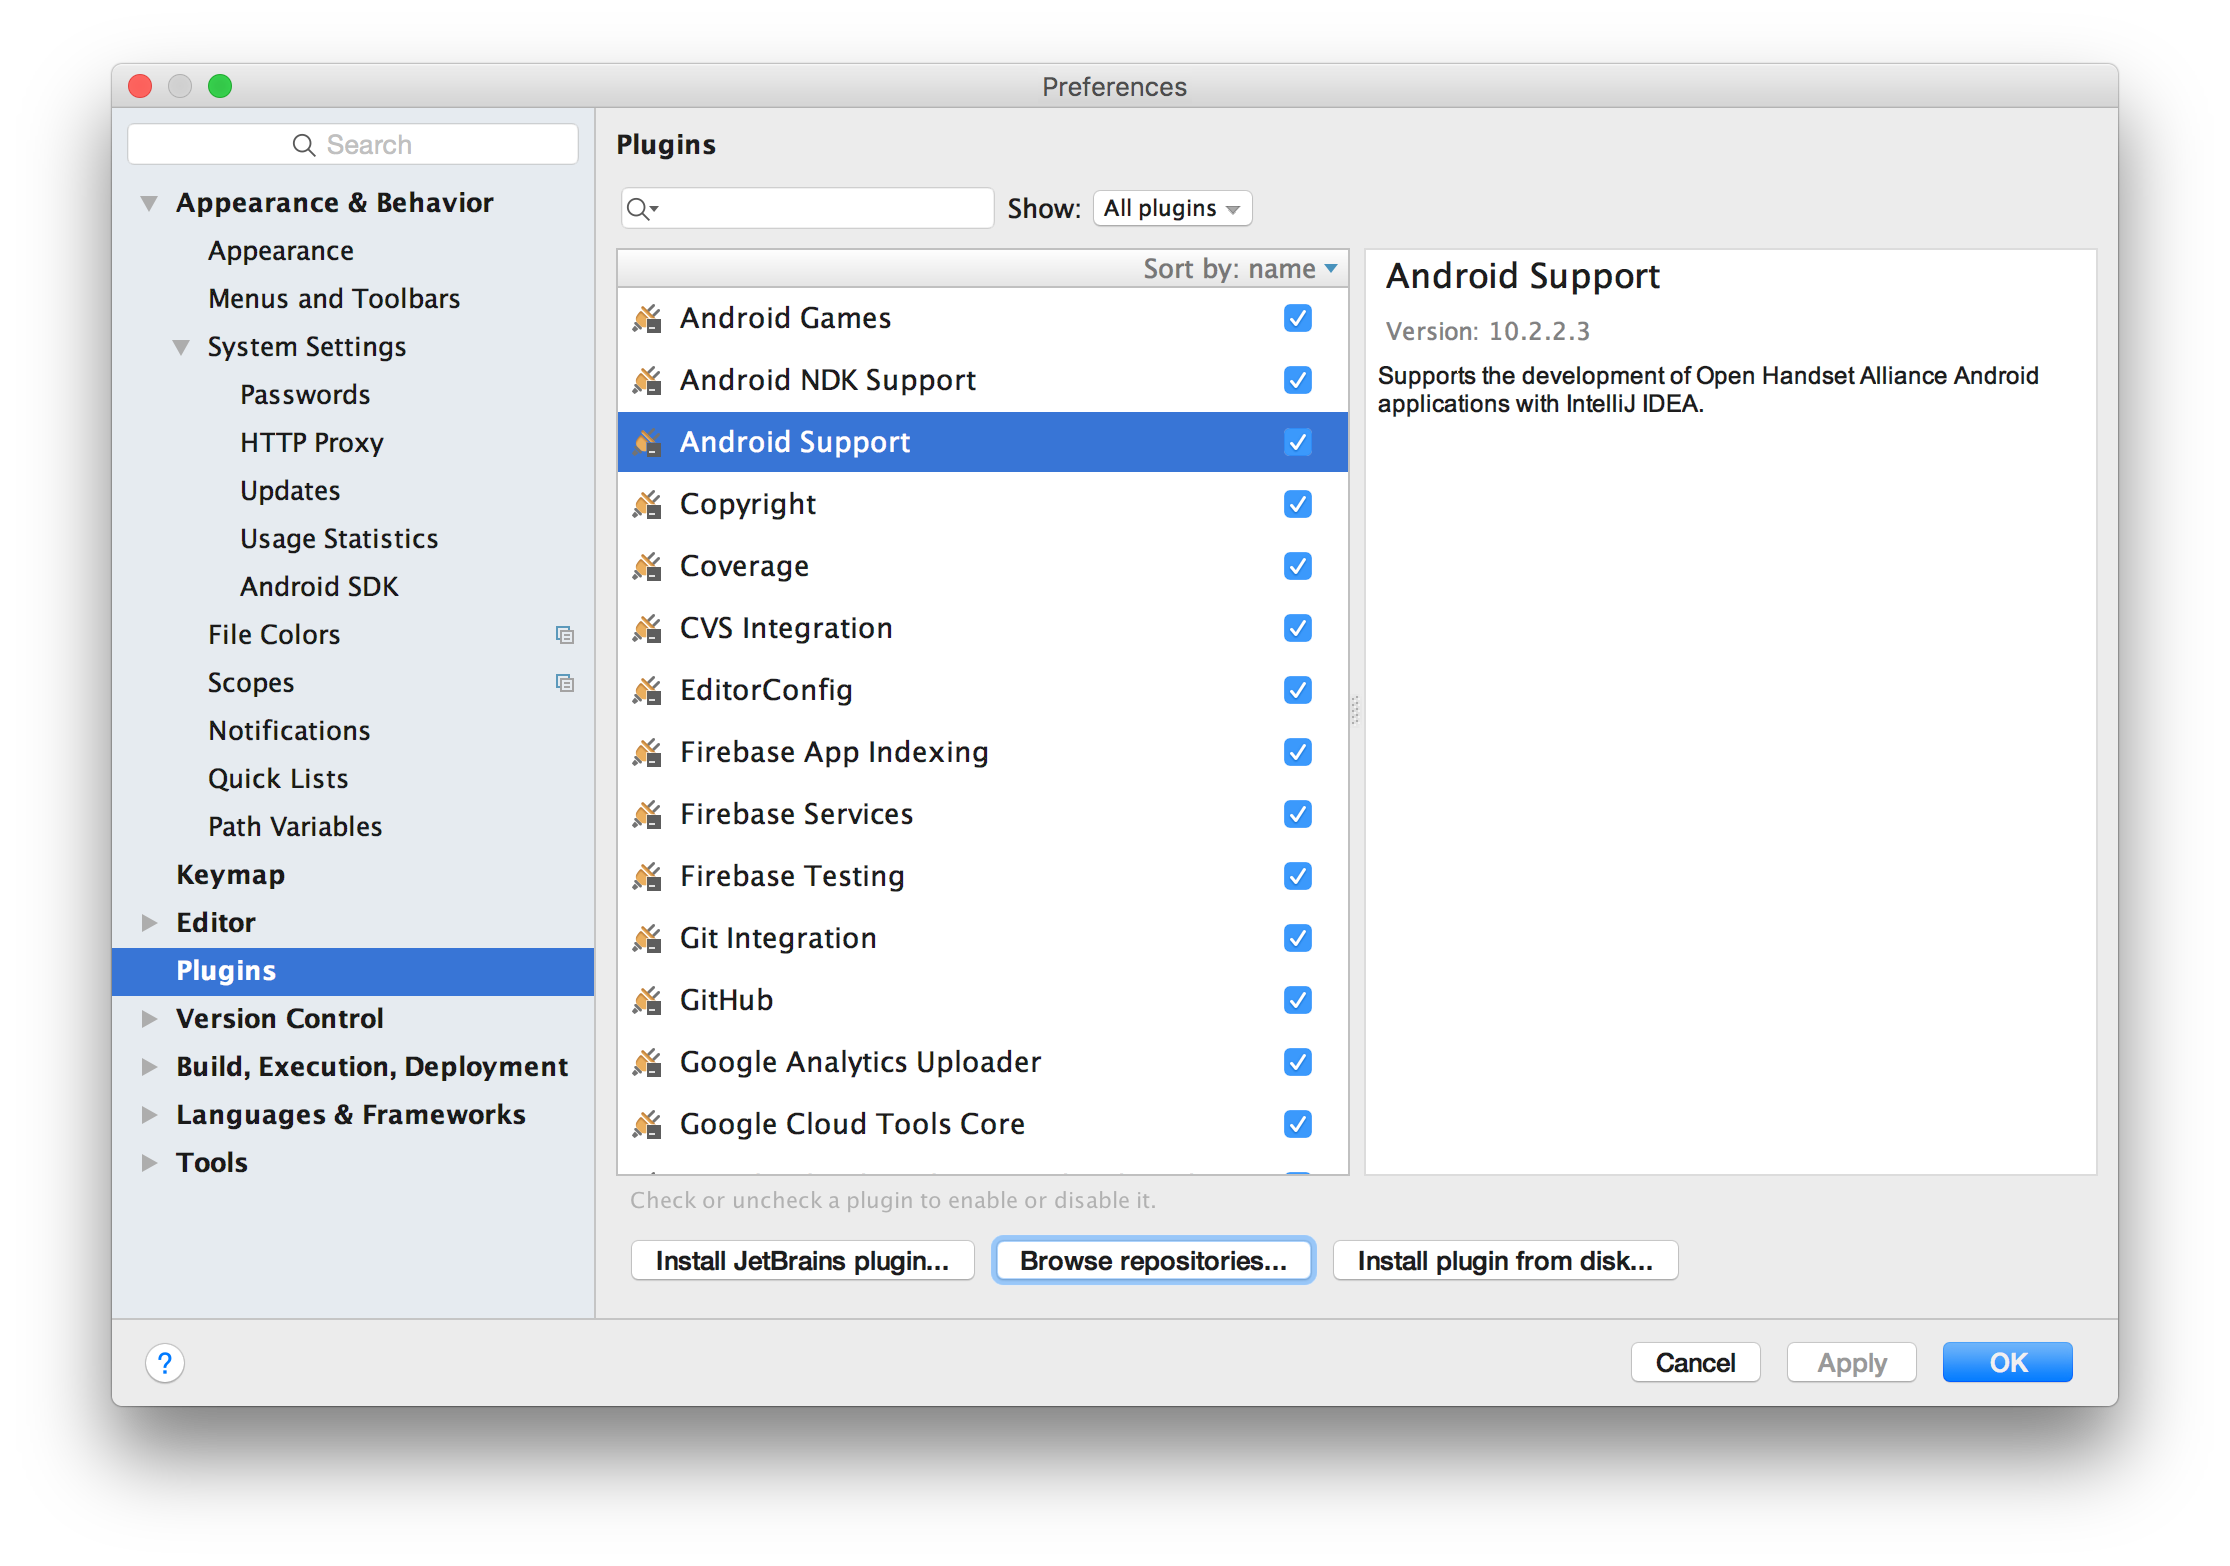 Preferences
Search
Appearance & Behavior
Appearance
Menus and Toolbars
System Settings
Passwords
HTTP Proxy
Updates
Usage Statistics
Android SDK
File Colors
Scopes
Notifications
Quick Lists
Path Variables
Keymap
Editor
Plugins
Version Control
Build, Execution, Deployment
Languages & Frameworks
Tools
Plugins
Show: All plugins
Sort by: name
Android Games
Android NDK Support
Android Support
Copyright
Coverage
CVS Integration
EditorConfig
Firebase App Indexing
Firebase Services
Firebase Testing
Git Integration
GitHub
Google Analytics Uploader
Google Cloud Tools Core
Android Support
Version: 10.2.2.3
Supports the development of Open Handset Alliance Android
applications with IntelliJ IDEA.
Check or uncheck a plugin to enable or disable it.
Install JetBrains plugin...
Browse repositories...
Install plugin from disk...
?
Cancel
Apply
OK